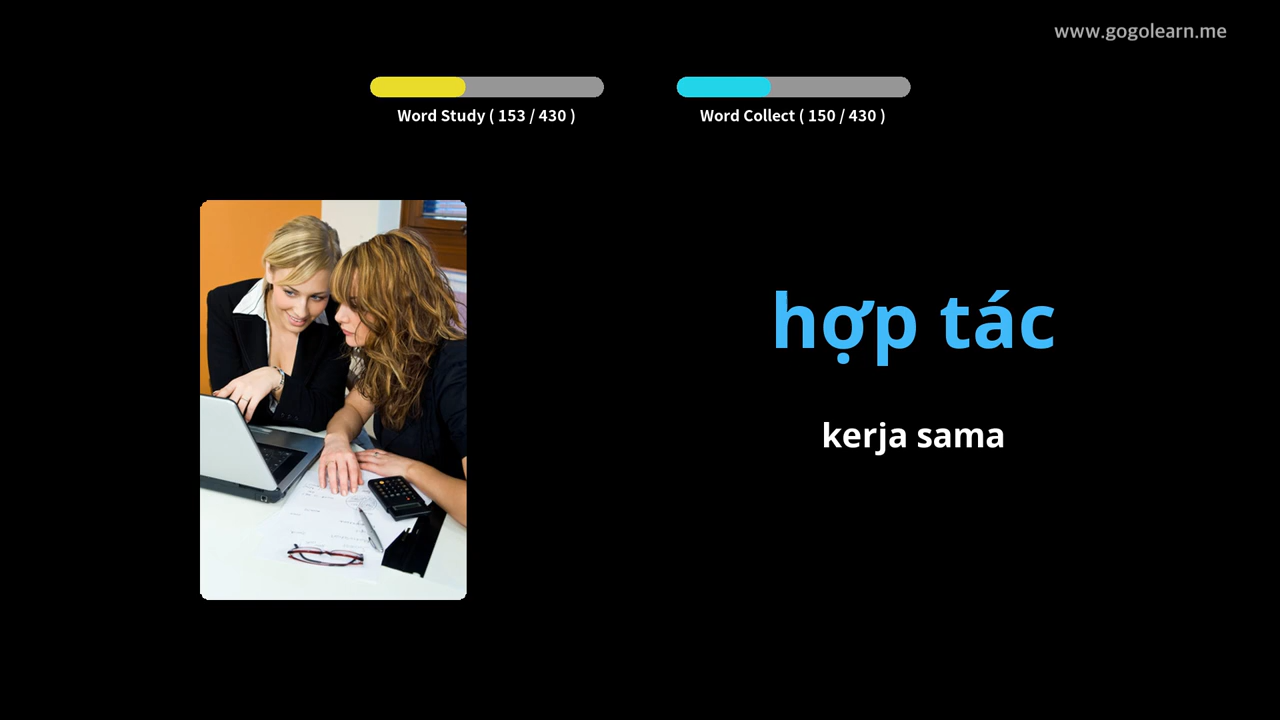 www.gogolearn.me
Word Study ( 153 / 430 )
Word Collect ( 150 / 430 )
hợp tác
kerja sama